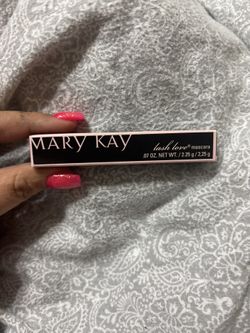 MARY KAY lash love® mascara
.07 OZ. NET WT. / 2.25 g / 2,25 g